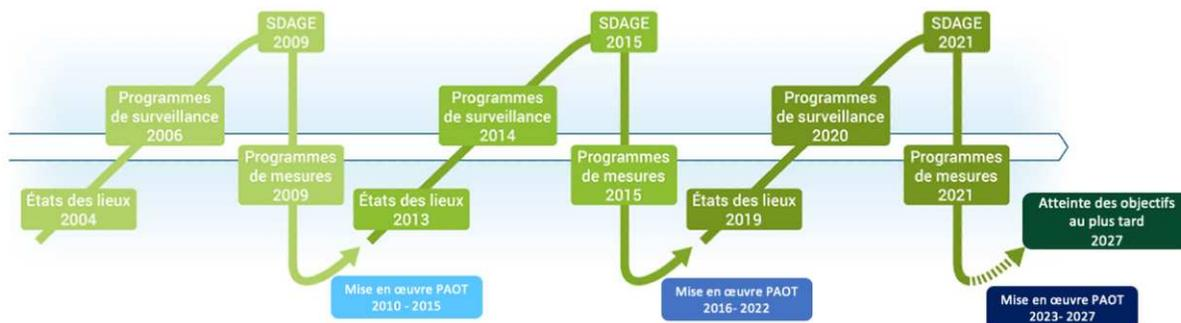 SDAGE
2009
Programmes
de surveillance
2006
États des lieux
2004
Programmes
de mesures
2009
Mise en œuvre PAOT
2010 - 2015
SDAGE
2015
Programmes
de surveillance
2014
États des lieux
2013
Programmes
de mesures
2015
Mise en œuvre PAOT
2016- 2022
SDAGE
2021
Programmes
de surveillance
2020
États des lieux
2019
Programmes
de mesures
2021
Mise en œuvre PAOT
2023- 2027
Atteinte des objectifs
au plus tard
2027